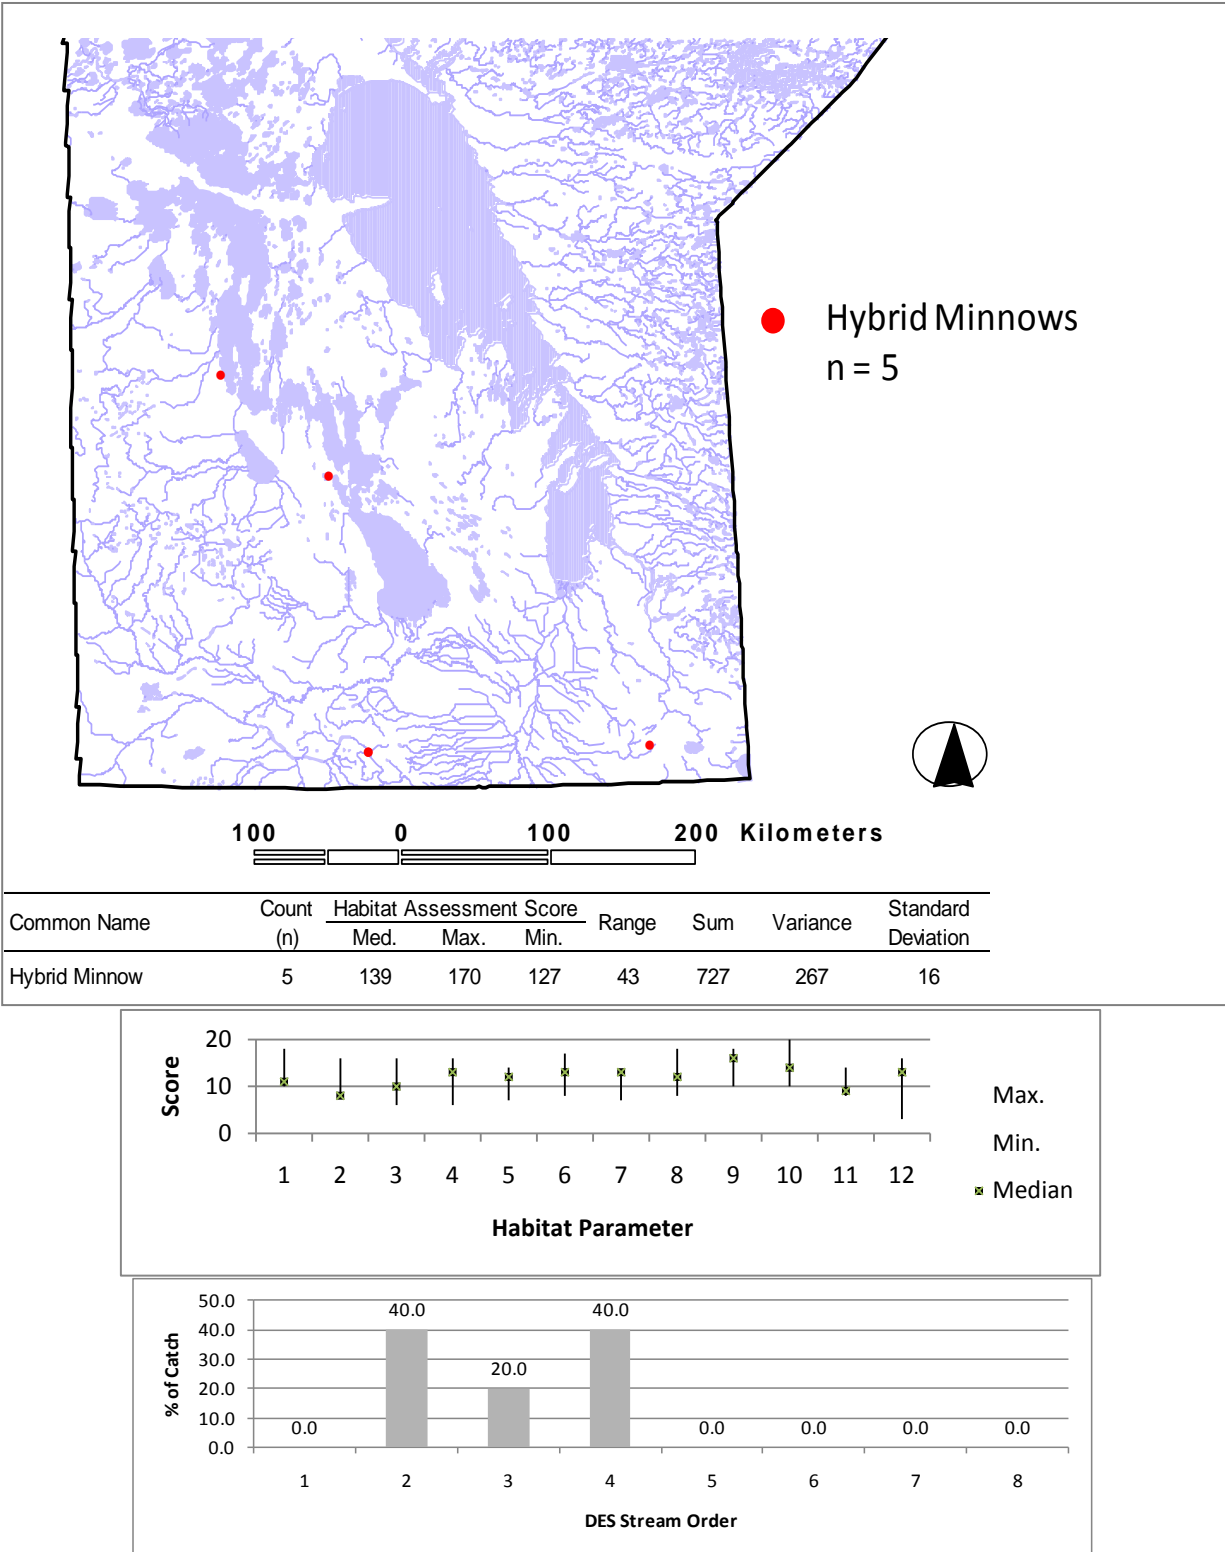 Hybrid Minnows
n = 5
100 0 100 200 Kilometers
Common Name Count (n) Habitat Assessment Score Med. Max. Min. Range Sum Variance Standard Deviation
Hybrid Minnow 5 139 170 127 43 727 267 16
20
10
0
Score
1 2 3 4 5 6 7 8 9 10 11 12
Habitat Parameter
Max.
Min.
Median
50.0
40.0
30.0
20.0
10.0
0.0
% of Catch
0.0 40.0 20.0 40.0 0.0 0.0 0.0 0.0
1 2 3 4 5 6 7 8
DES Stream Order